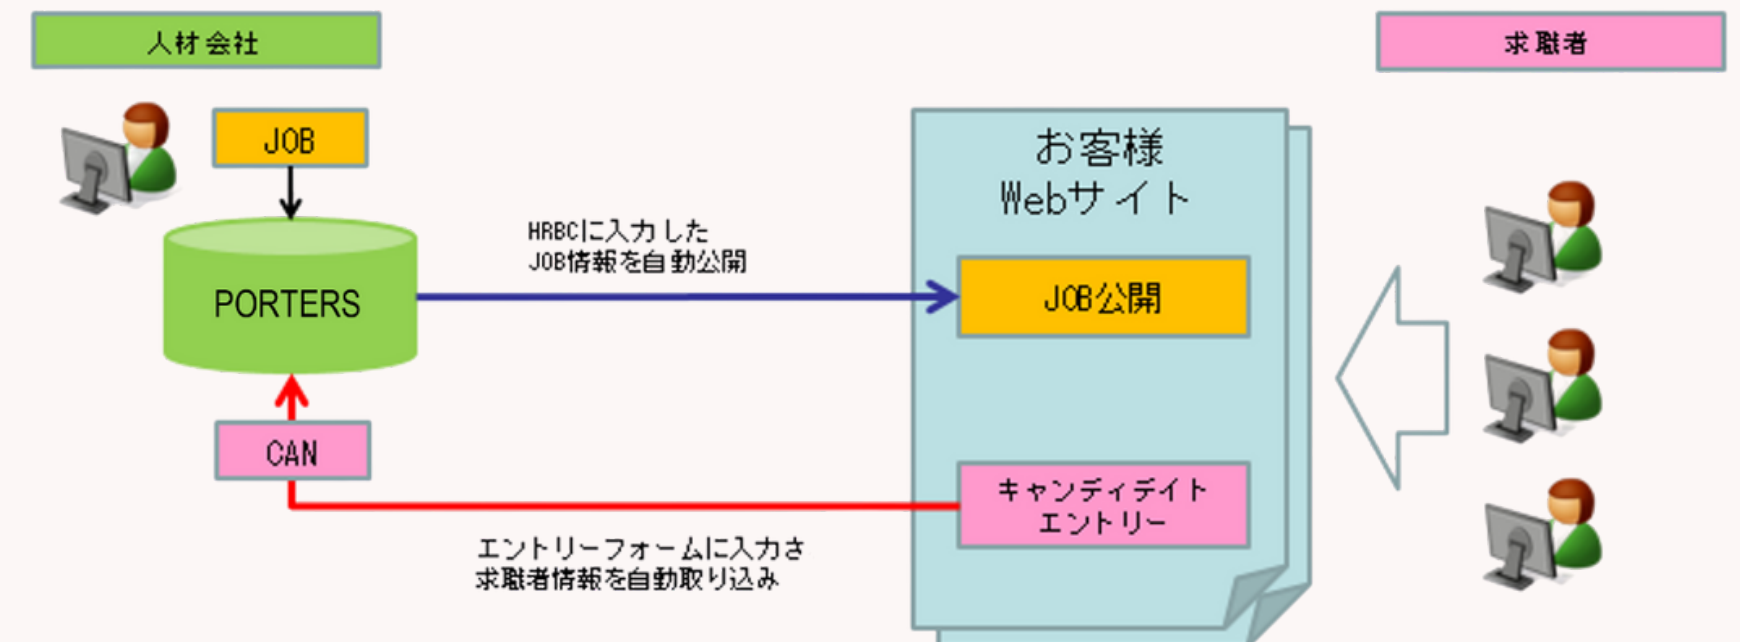 人材会社
求職者
JOB
お客様
Webサイト
HRBCに入力した
JOB情報を自動公開
PORTERS
JOB公開
CAN
キャンディデイト
エントリー
エントリーフォームに入力さ
求職者情報を自動取り込み